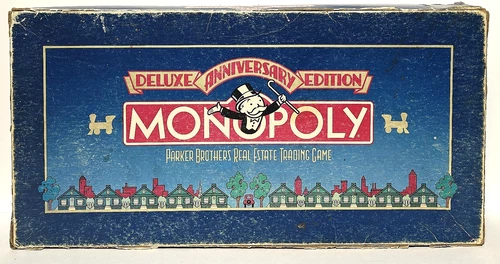 DELUXE ANNIVERSARY EDITION
MONOPOLY
PARKER BROTHERS REAL ESTATE TRADING GAME